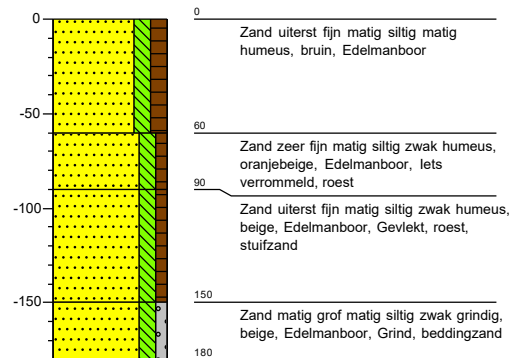 0
0
Zand uiterst fijn matig siltig matig
humeus, bruin, Edelmanboor
-50
60
Zand zeer fijn matig siltig zwak humeus,
oranjebeige, Edelmanboor, Iets
verrommeld, roest
90
-100
Zand uiterst fijn matig siltig zwak humeus,
beige, Edelmanboor, Gevlekt, roest,
stuifzand
-150
150
Zand matig grof matig siltig zwak grindig,
beige, Edelmanboor, Grind, beddingzand
180